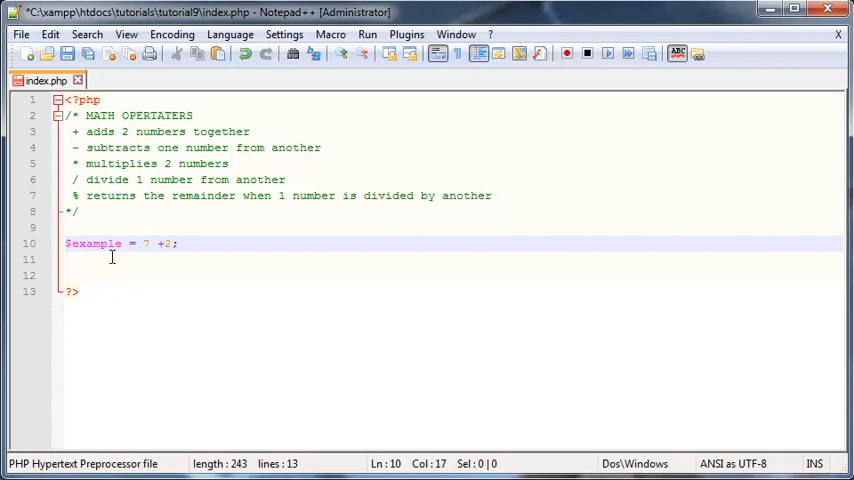 *C:\xampp\htdocs\tutorials\tutorial9\index.php - Notepad++ [Administrator]
File Edit Search View Encoding Language Settings Macro Run Plugins Window ? X
ABC
index.php
1 <?php
2 /* MATH OPERTATERS
3 + adds 2 numbers together
4 - subtracts one number from another
5 * multiplies 2 numbers
6 / divide 1 number from another
7 % returns the remainder when 1 number is divided by another
8 */
9
10 $example = 7 +2;
11
12
13 ?>
PHP Hypertext Preprocessor file length : 243 lines : 13 Ln : 10 Col : 17 Sel : 0 | 0 Dos\Windows ANSI as UTF-8 INS